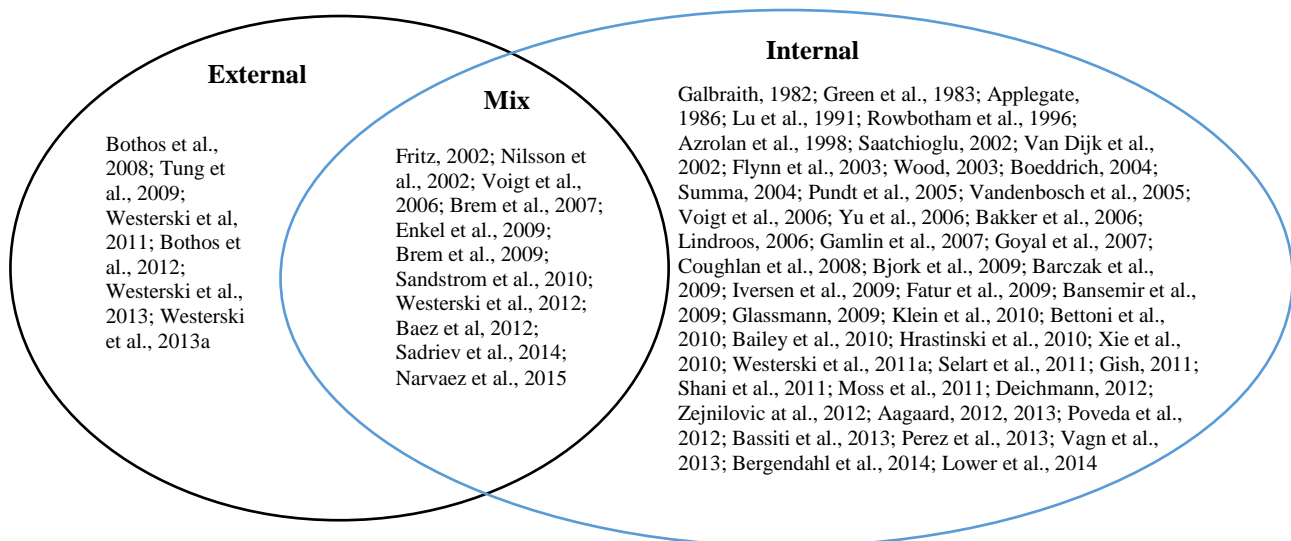 External
Bothos et al.,
2008; Tung et
al., 2009;
Westerski et al,
2011; Bothos et
al., 2012;
Westerski et al.,
2013; Westerski
et al., 2013a
Mix
Fritz, 2002; Nilsson et
al., 2002; Voigt et al.,
2006; Brem et al., 2007;
Enkel et al., 2009;
Brem et al., 2009;
Sandstrom et al., 2010;
Westerski et al., 2012;
Baez et al, 2012;
Sadriev et al., 2014;
Narvaez et al., 2015
Internal
Galbraith, 1982; Green et al., 1983; Applegate,
1986; Lu et al., 1991; Rowbotham et al., 1996;
Azrolan et al., 1998; Saatchioglu, 2002; Van Dijk et al.,
2002; Flynn et al., 2003; Wood, 2003; Boeddrich, 2004;
Summa, 2004; Pundt et al., 2005; Vandenbosch et al., 2005;
Voigt et al., 2006; Yu et al., 2006; Bakker et al., 2006;
Lindroos, 2006; Gamlin et al., 2007; Goyal et al., 2007;
Coughlan et al., 2008; Bjork et al., 2009; Barczak et al.,
2009; Iversen et al., 2009; Fatur et al., 2009; Bansemir et al.,
2009; Glassmann, 2009; Klein et al., 2010; Bettoni et al.,
2010; Bailey et al., 2010; Hrastinski et al., 2010; Xie et al.,
2010; Westerski et al., 2011a; Selart et al., 2011; Gish, 2011;
Shani et al., 2011; Moss et al., 2011; Deichmann, 2012;
Zejnilovic at al., 2012; Aagaard, 2012, 2013; Poveda et al.,
2012; Bassiti et al., 2013; Perez et al., 2013; Vagn et al.,
2013; Bergendahl et al., 2014; Lower et al., 2014